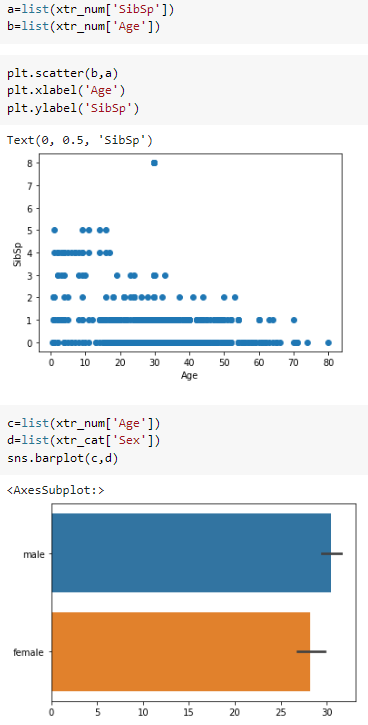 a=list(xtr_num['SibSp'])
b=list(xtr_num['Age'])
plt.scatter(b,a)
plt.xlabel('Age')
plt.ylabel('SibSp')
Text(0, 0.5, 'SibSp')
8
7
6
5
4
3
2
1
0
SibSp
0 10 20 30 40 50 60 70 80
Age
c=list(xtr_num['Age'])
d=list(xtr_cat['Sex'])
sns.barplot(c,d)
<AxesSubplot:>
male
female
0 5 10 15 20 25 30